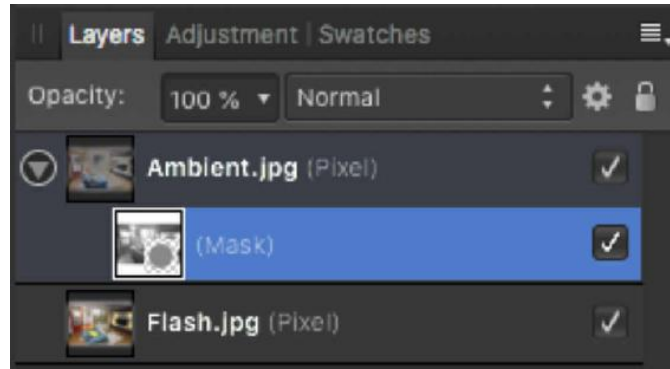 Layers Adjustment | Swatches
Opacity: 100 % Normal
Ambient.jpg (Pixel)
(Mask)
Flash.jpg (Pixel)